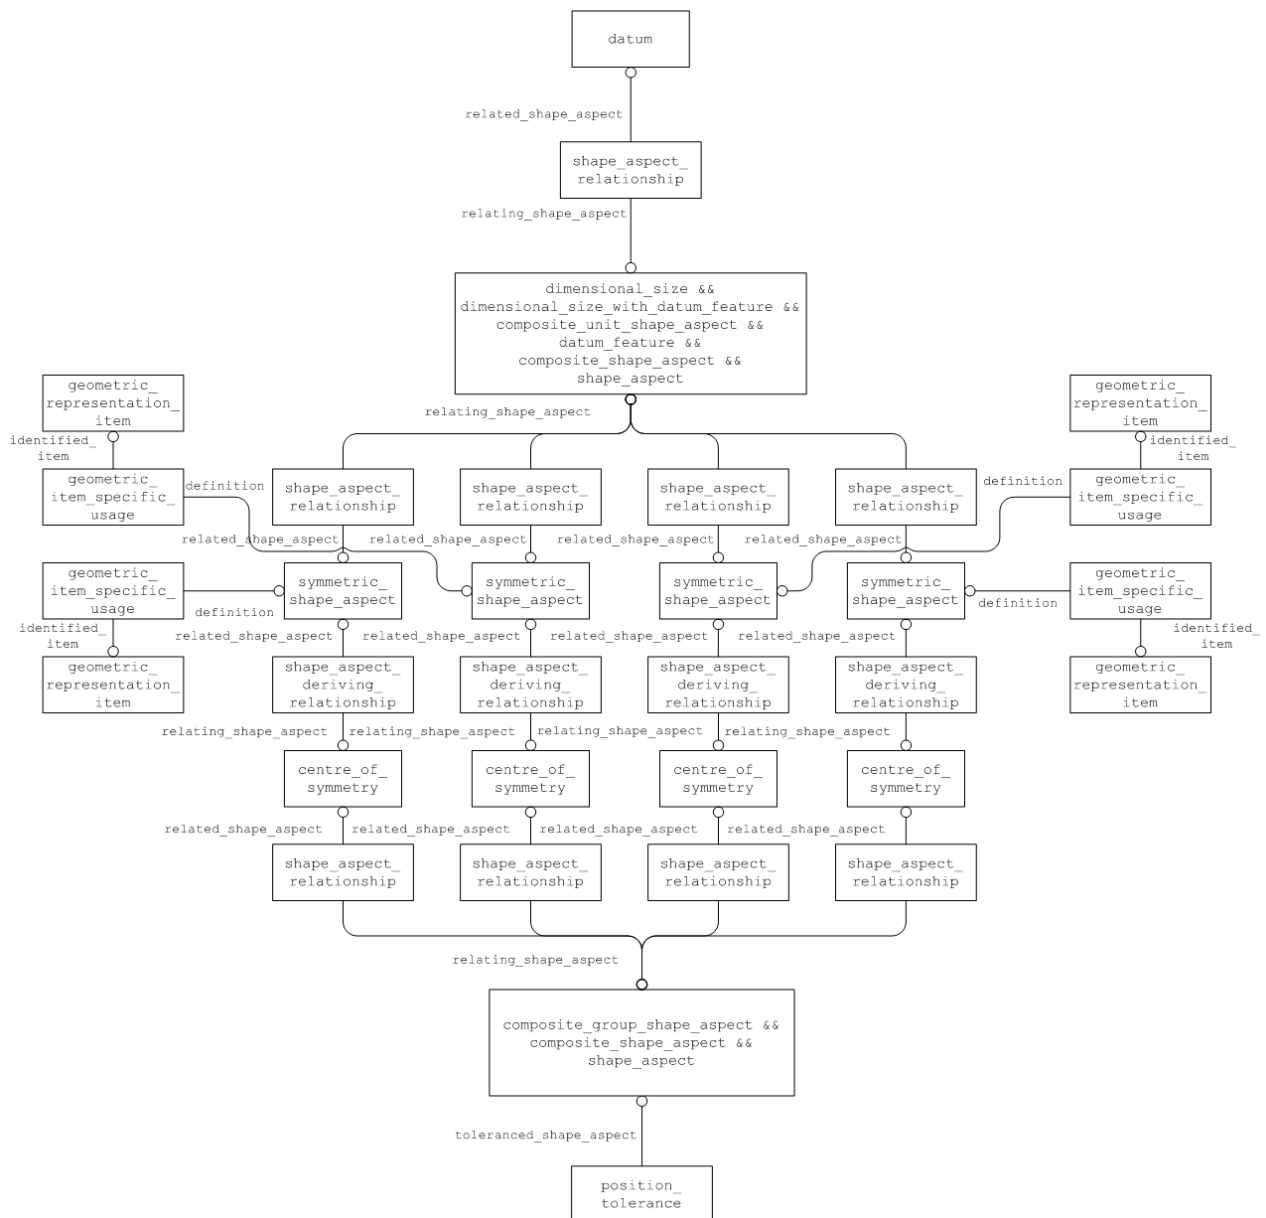 datum
related_shape_aspect
shape_aspect_
relationship
relating_shape_aspect
dimensional_size &&
dimensional_size_with_datum_feature &&
composite_unit_shape_aspect &&
datum_feature &&
composite_shape_aspect &&
shape_aspect
geometric_
representation_
item
geometric_
representation_
item
relating_shape_aspect
identified_
item
identified_
item
geometric_
item_specific_
usage
definition
shape_aspect_
relationship
shape_aspect_
relationship
shape_aspect_
relationship
shape_aspect_
relationship
definition
geometric_
item_specific_
usage
related_shape_aspect
related_shape_aspect
related_shape_aspect
related_shape_aspect
geometric_
item_specific_
usage
definition
symmetric_
shape_aspect
symmetric_
shape_aspect
symmetric_
shape_aspect
symmetric_
shape_aspect
definition
geometric_
item_specific_
usage
identified_
item
related_shape_aspect
related_shape_aspect
related_shape_aspect
related_shape_aspect
identified_
item
geometric_
representation_
item
shape_aspect_
deriving_
relationship
shape_aspect_
deriving_
relationship
shape_aspect_
deriving_
relationship
shape_aspect_
deriving_
relationship
geometric_
representation_
item
relating_shape_aspect
relating_shape_aspect
relating_shape_aspect
relating_shape_aspect
centre_of_
symmetry
centre_of_
symmetry
centre_of_
symmetry
centre_of_
symmetry
related_shape_aspect
related_shape_aspect
related_shape_aspect
related_shape_aspect
shape_aspect_
relationship
shape_aspect_
relationship
shape_aspect_
relationship
shape_aspect_
relationship
relating_shape_aspect
composite_group_shape_aspect &&
composite_shape_aspect &&
shape_aspect
toleranced_shape_aspect
position_
tolerance